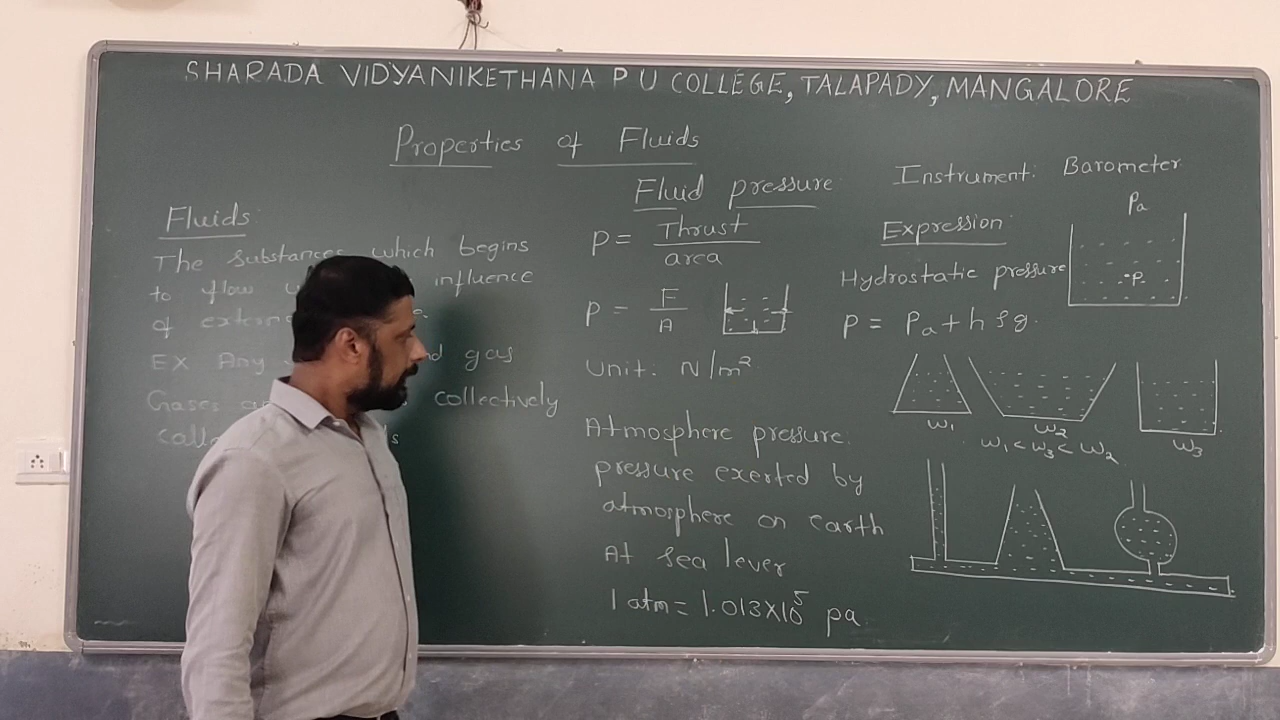 SHARADA VIDYANIKETHANA P U COLLEGE, TALAPADY, MANGALORE
Properties of Fluids
Fluids:
The substances which begins
to flow influence
of
EX Any gas
Gases collectively
Fluid pressure
P = Thrust
area
P = F
A
Unit: N/m²
Atmosphere pressure.
pressure exerted by
atmosphere on earth
At sea lever
1 atm = 1.013×10⁵ pa
Instrument: Barometer
Expression:
Hydrostatic pressure
P = Pa + hρg.
Pa
P
W1
W2
W3
W1 < W3 < W2